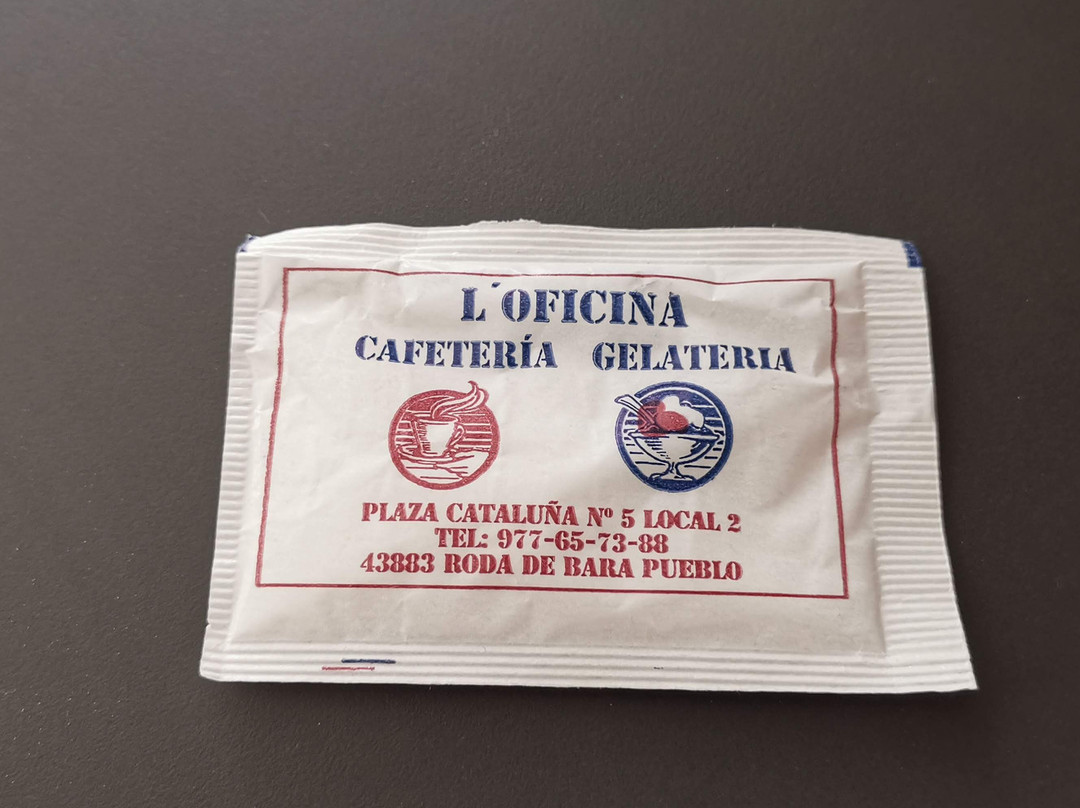 L´OFICINA
CAFETERÍA GELATERIA
PLAZA CATALUÑA Nº 5 LOCAL 2
TEL: 977-65-73-88
43883 RODA DE BARA PUEBLO